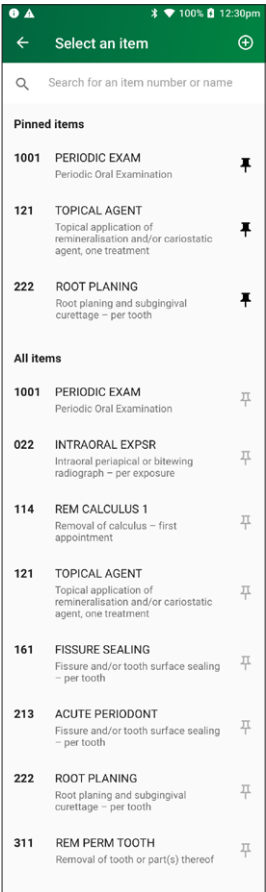 100% 12:30pm
Select an item
Search for an item number or name
Pinned items
1001 PERIODIC EXAM
Periodic Oral Examination
121 TOPICAL AGENT
Topical application of
remineralisation and/or cariostatic
agent, one treatment
222 ROOT PLANING
Root planing and subgingival
curettage – per tooth
All items
1001 PERIODIC EXAM
Periodic Oral Examination
022 INTRAORAL EXPSR
Intraoral periapical or bitewing
radiograph – per exposure
114 REM CALCULUS 1
Removal of calculus – first
appointment
121 TOPICAL AGENT
Topical application of
remineralisation and/or cariostatic
agent, one treatment
161 FISSURE SEALING
Fissure and/or tooth surface sealing
– per tooth
213 ACUTE PERIODONT
Fissure and/or tooth surface sealing
– per tooth
222 ROOT PLANING
Root planing and subgingival
curettage – per tooth
311 REM PERM TOOTH
Removal of tooth or part(s) thereof